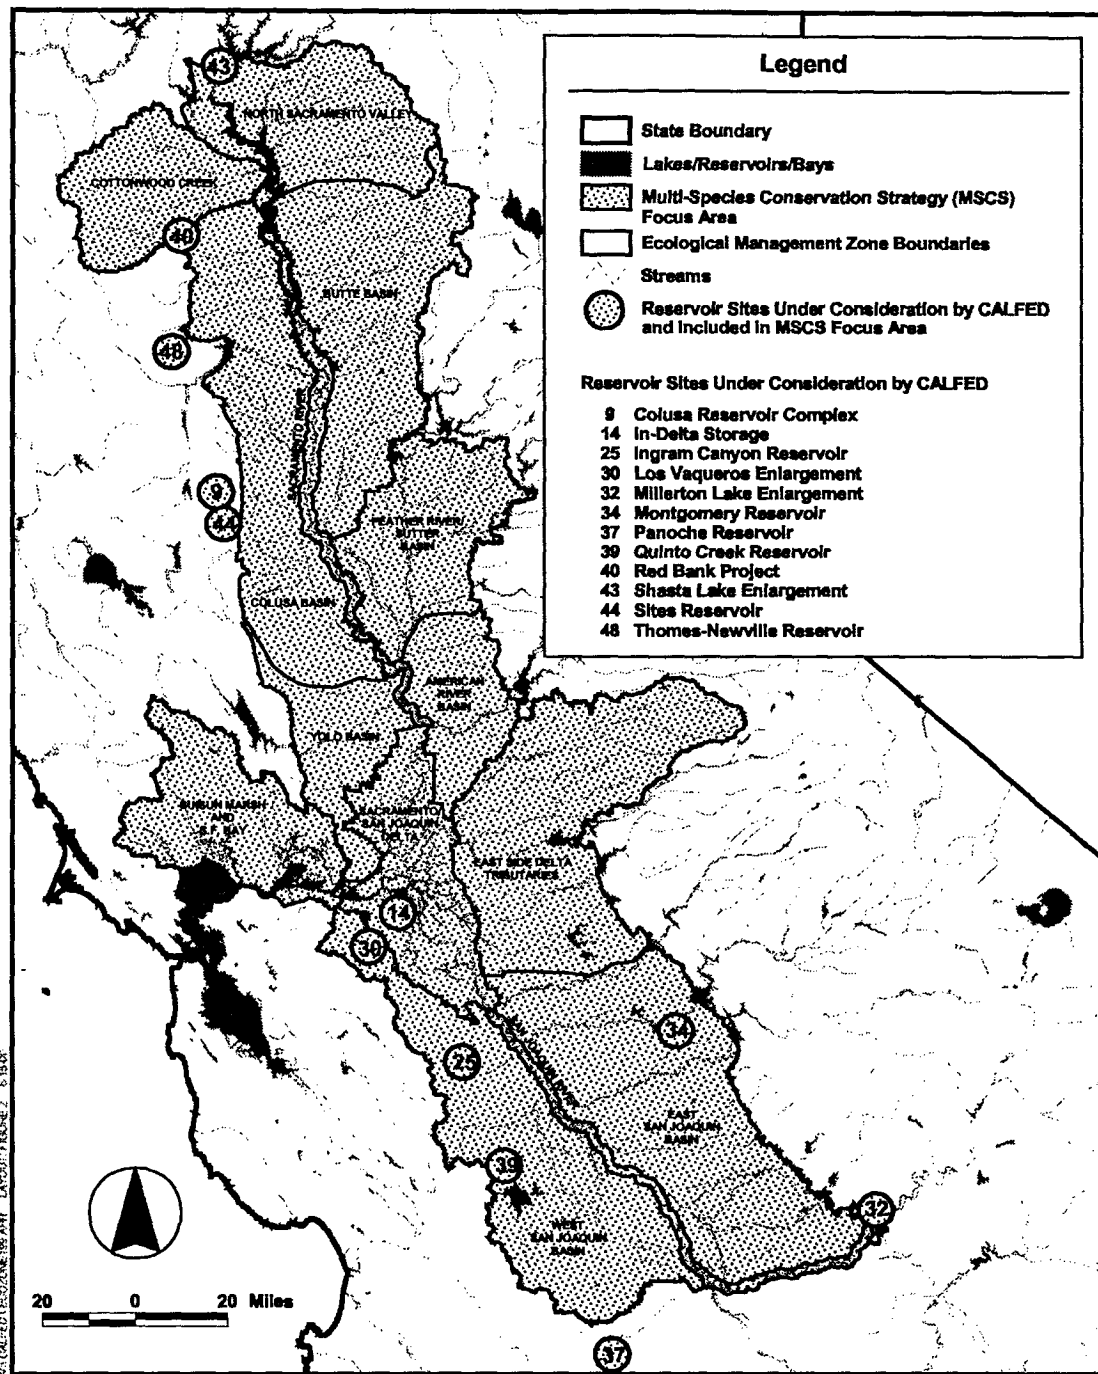 Legend
State Boundary
Lakes/Reservoirs/Bays
Multi-Species Conservation Strategy (MSCS)
Focus Area
Ecological Management Zone Boundaries
Streams
Reservoir Sites Under Consideration by CALFED
and Included in MSCS Focus Area
Reservoir Sites Under Consideration by CALFED
9 Colusa Reservoir Complex
14 In-Delta Storage
25 Ingram Canyon Reservoir
30 Los Vaqueros Enlargement
32 Millerton Lake Enlargement
34 Montgomery Reservoir
37 Panoche Reservoir
39 Quinto Creek Reservoir
40 Red Bank Project
43 Shasta Lake Enlargement
44 Sites Reservoir
48 Thomes-Newville Reservoir
43
NORTH SACRAMENTO VALLEY
COTTONWOOD CREEK
40
BUTTE BASIN
48
SACRAMENTO RIVER
9
44
FEATHER RIVER/
SUTTER
BASIN
COLUSA BASIN
AMERICAN
RIVER
BASIN
YOLO BASIN
SUISUN MARSH
AND
S.F. BAY
SACRAMENTO/
SAN JOAQUIN
DELTA
EAST SIDE DELTA
TRIBUTARIES
14
30
34
SAN JOAQUIN RIVER
25
EAST
SAN JOAQUIN
BASIN
39
32
WEST
SAN JOAQUIN
BASIN
20 0 20 Miles
37